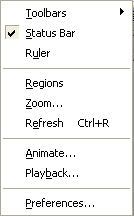 Toolbars
Status Bar
Ruler
Regions
Zoom...
Refresh Ctrl+R
Animate...
Playback...
Preferences...